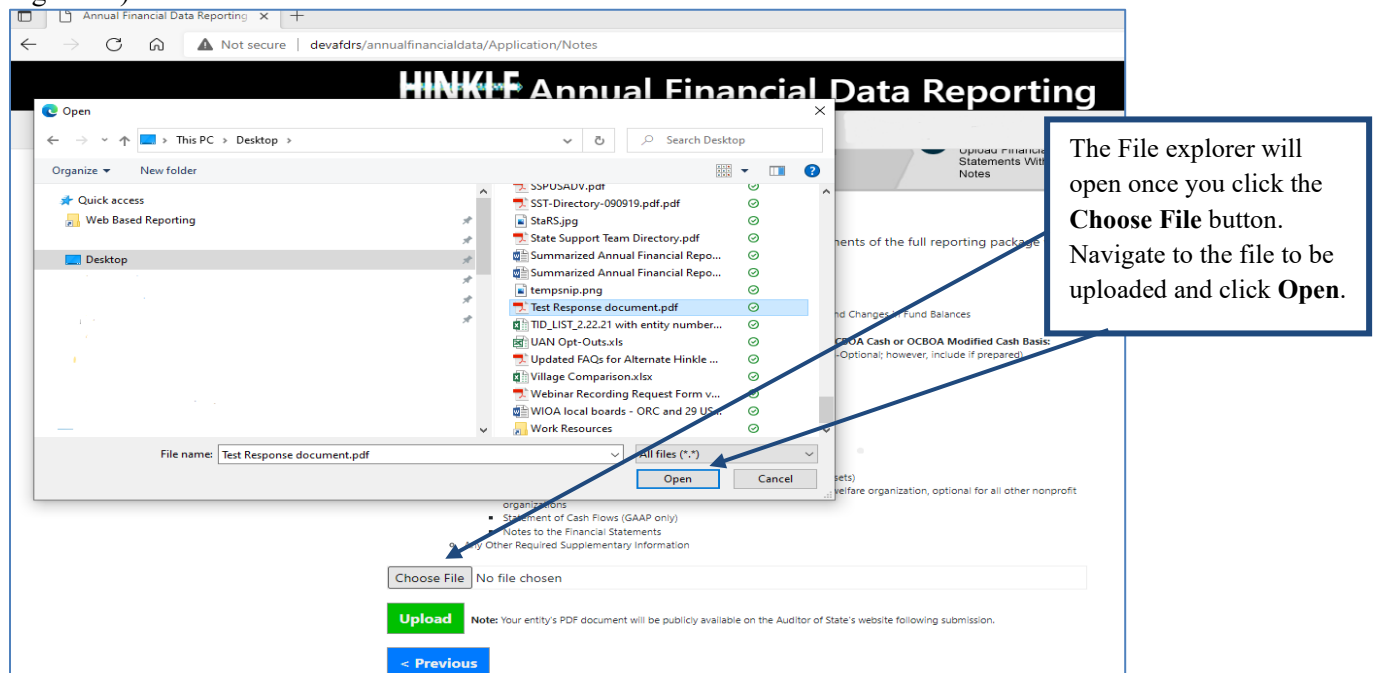 Annual Financial Data Reporting
Not secure | devafdrs/annualfinancialdata/Application/Notes
HINKLE Annual Financial Data Reporting
Open
This PC > Desktop >
Search Desktop
Organize
New folder
Upload Financial
Statements With
Notes
Quick access
Web Based Reporting
Desktop
SSPUSADV.pdf
SST-Directory-090919.pdf.pdf
StaRS.jpg
State Support Team Directory.pdf
Summarized Annual Financial Repo...
Summarized Annual Financial Repo...
tempsnip.png
Test Response document.pdf
TID_LIST_2.22.21 with entity number...
UAN Opt-Outs.xls
Updated FAQs for Alternate Hinkle ...
Village Comparison.xlsx
Webinar Recording Request Form v...
WIOA local boards - ORC and 29 US...
Work Resources
File name: Test Response document.pdf
All files (*.*)
Open
Cancel
The File explorer will
open once you click the
Choose File button.
Navigate to the file to be
uploaded and click Open.
of the full reporting package
Changes in Fund Balances
Cash or OCBOA Modified Cash Basis:
-Optional; however, include if prepared)
welfare organization, optional for all other nonprofit
organizations
Statement of Cash Flows (GAAP only)
Notes to the Financial Statements
Any Other Required Supplementary Information
Choose File No file chosen
Upload Note: Your entity's PDF document will be publicly available on the Auditor of State's website following submission.
< Previous